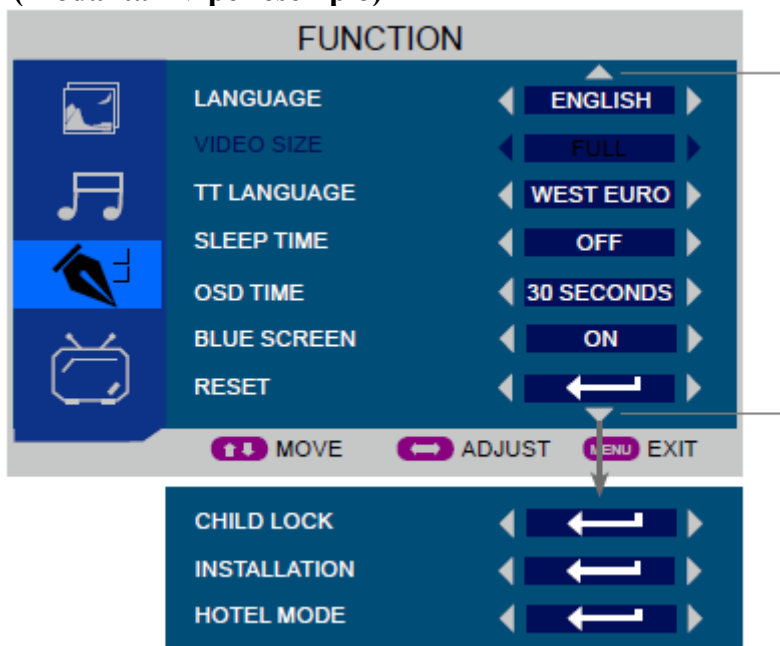 FUNCTION
LANGUAGE ENGLISH
VIDEO SIZE FULL
TT LANGUAGE WEST EURO
SLEEP TIME OFF
OSD TIME 30 SECONDS
BLUE SCREEN ON
RESET
MOVE ADJUST MENU EXIT
CHILD LOCK
INSTALLATION
HOTEL MODE